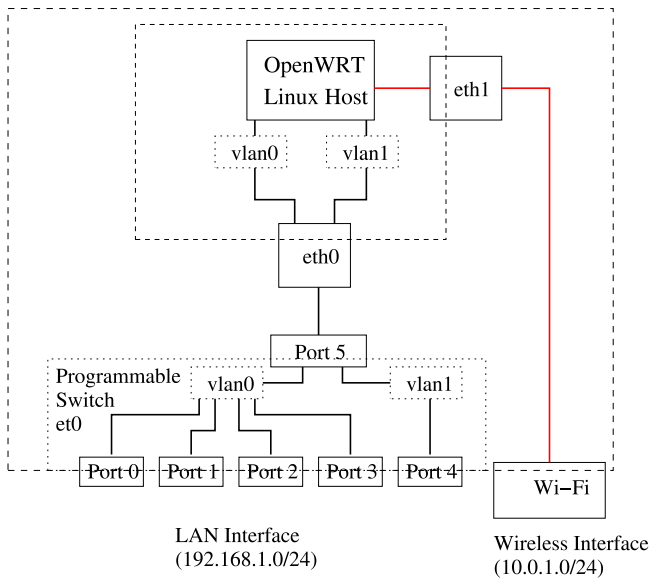 OpenWRT
Linux Host
eth1
vlan0
vlan1
eth0
Port 5
Programmable
Switch
et0
vlan0
vlan1
Port 0
Port 1
Port 2
Port 3
Port 4
Wi−Fi
LAN Interface
(192.168.1.0/24)
Wireless Interface
(10.0.1.0/24)